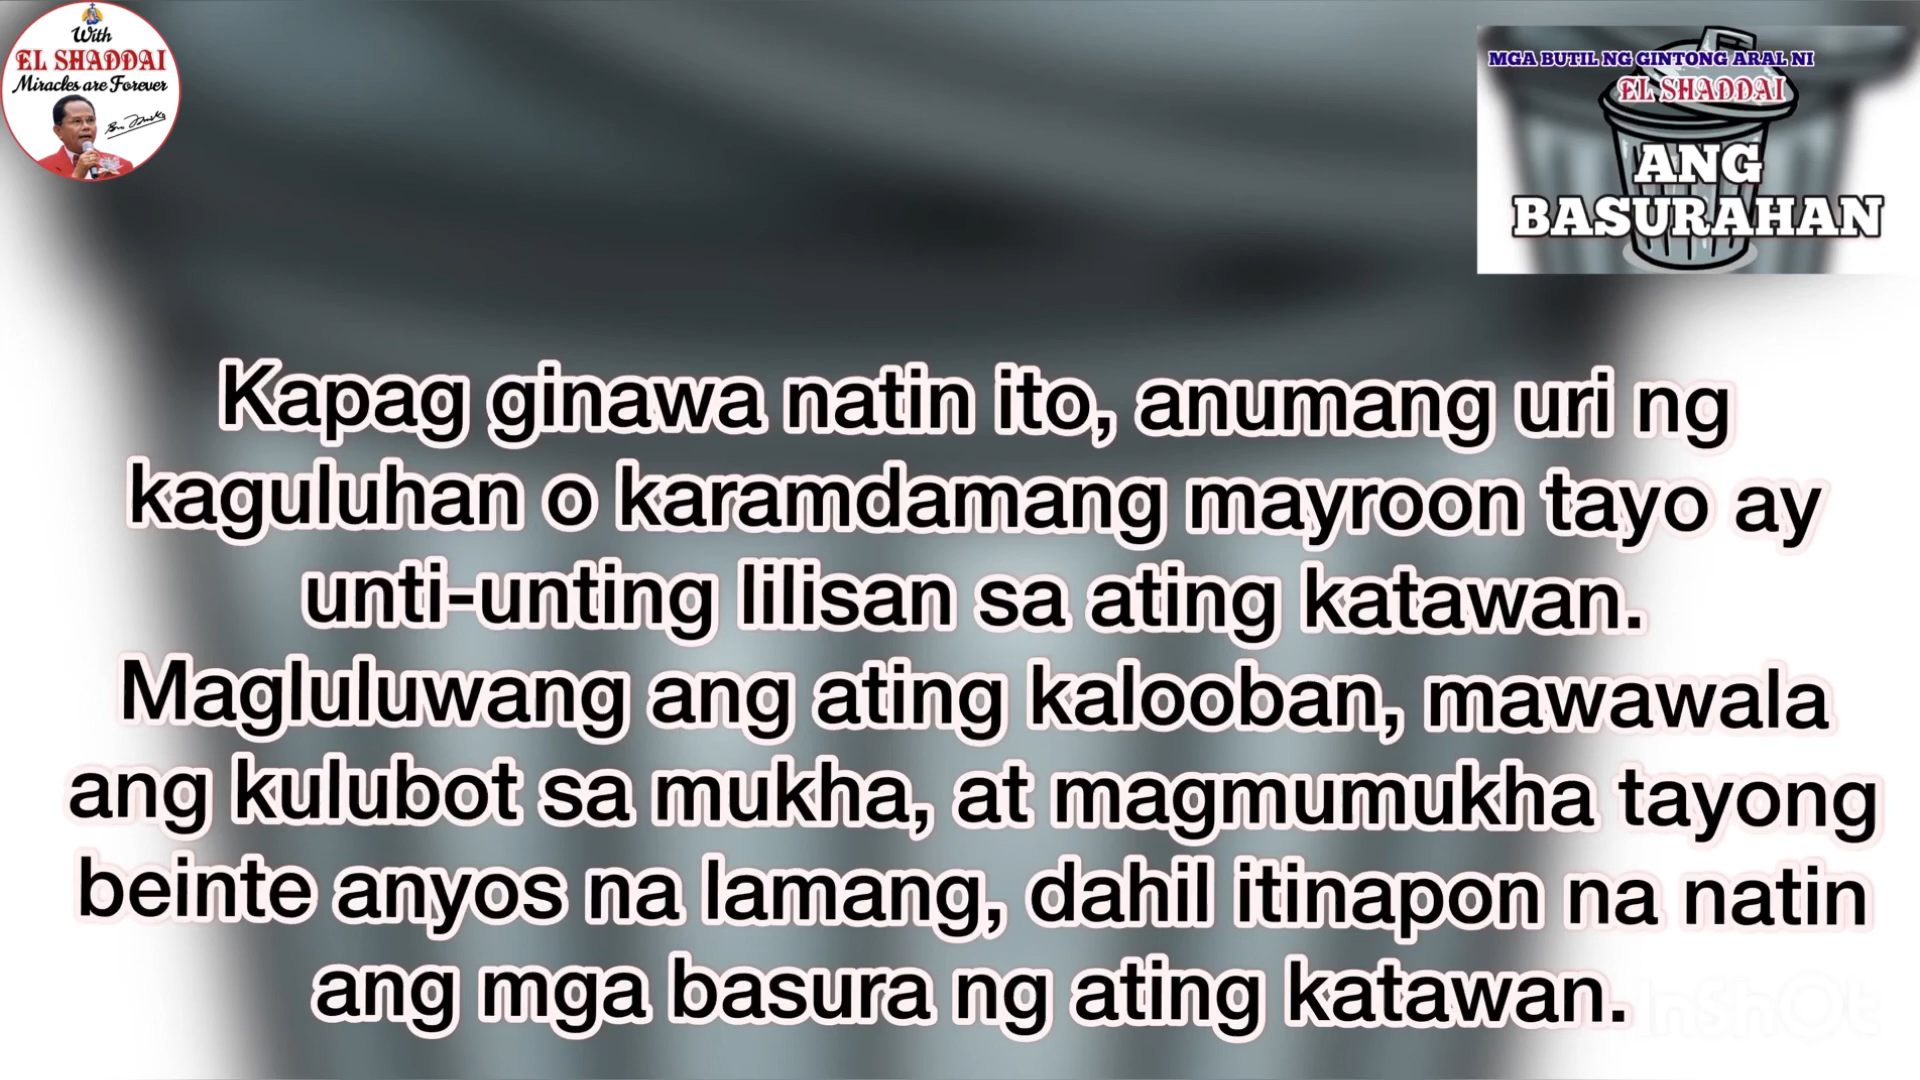 With
EL SHADDAI
Miracles are Forever
MGA BUTIL NG GINTONG ARAL NI
EL SHADDAI
ANG
BASURAHAN
Kapag ginawa natin ito, anumang uri ng
kaguluhan o karamdamang mayroon tayo ay
unti-unting lilisan sa ating katawan.
Magluluwang ang ating kalooban, mawawala
ang kulubot sa mukha, at magmumukha tayong
beinte anyos na lamang, dahil itinapon na natin
ang mga basura ng ating katawan.
InShOt